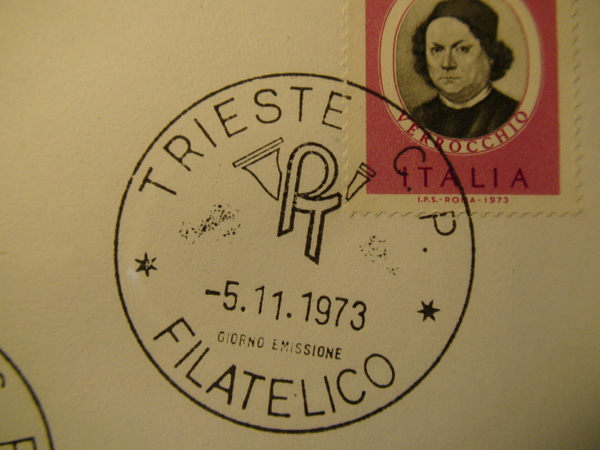 VERROCCHIO
ITALIA
I.P.S.-ROMA-1973
TRIESTE C. P.
PT
-5.11.1973
GIORNO EMISSIONE
FILATELICO